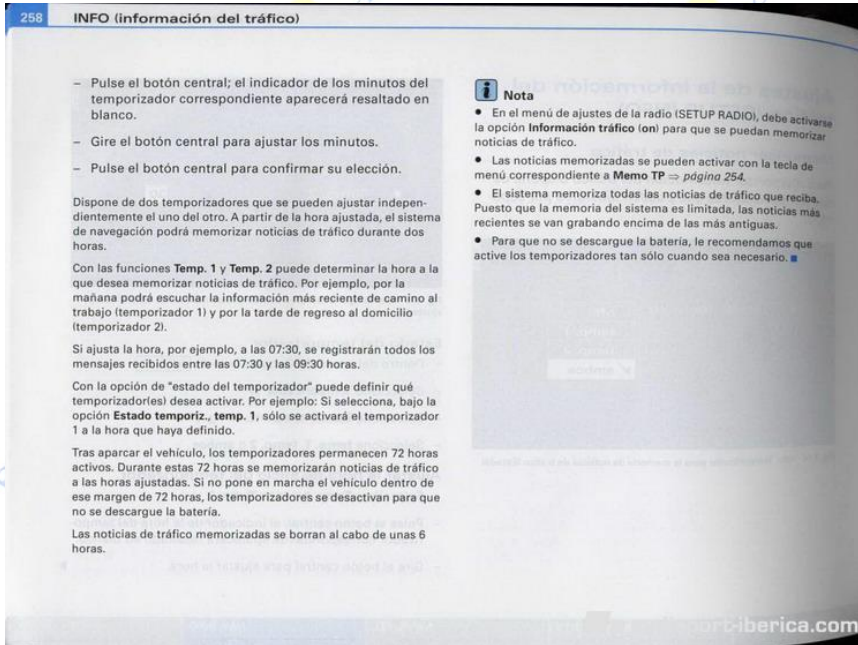 258
INFO (información del tráfico)
– Pulse el botón central; el indicador de los minutos del
temporizador correspondiente aparecerá resaltado en
blanco.
– Gire el botón central para ajustar los minutos.
– Pulse el botón central para confirmar su elección.
Dispone de dos temporizadores que se pueden ajustar indepen-
dientemente el uno del otro. A partir de la hora ajustada, el sistema
de navegación podrá memorizar noticias de tráfico durante dos
horas.
Con las funciones Temp. 1 y Temp. 2 puede determinar la hora a la
que desea memorizar noticias de tráfico. Por ejemplo, por la
mañana podrá escuchar la información más reciente de camino al
trabajo (temporizador 1) y por la tarde de regreso al domicilio
(temporizador 2).
Si ajusta la hora, por ejemplo, a las 07:30, se registrarán todos los
mensajes recibidos entre las 07:30 y las 09:30 horas.
Con la opción de "estado del temporizador" puede definir qué
temporizador(es) desea activar. Por ejemplo: Si selecciona, bajo la
opción Estado temporiz., temp. 1, sólo se activará el temporizador
1 a la hora que haya definido.
Tras aparcar el vehículo, los temporizadores permanecen 72 horas
activos. Durante estas 72 horas se memorizarán noticias de tráfico
a las horas ajustadas. Si no pone en marcha el vehículo dentro de
ese margen de 72 horas, los temporizadores se desactivan para que
no se descargue la batería.
Las noticias de tráfico memorizadas se borran al cabo de unas 6
horas.
i Nota
• En el menú de ajustes de la radio (SETUP RADIO), debe activarse
la opción Información tráfico (on) para que se puedan memorizar
noticias de tráfico.
• Las noticias memorizadas se pueden activar con la tecla de
menú correspondiente a Memo TP ⇒ página 254.
• El sistema memoriza todas las noticias de tráfico que reciba.
Puesto que la memoria del sistema es limitada, las noticias más
recientes se van grabando encima de las más antiguas.
• Para que no se descargue la batería, le recomendamos que
active los temporizadores tan sólo cuando sea necesario.